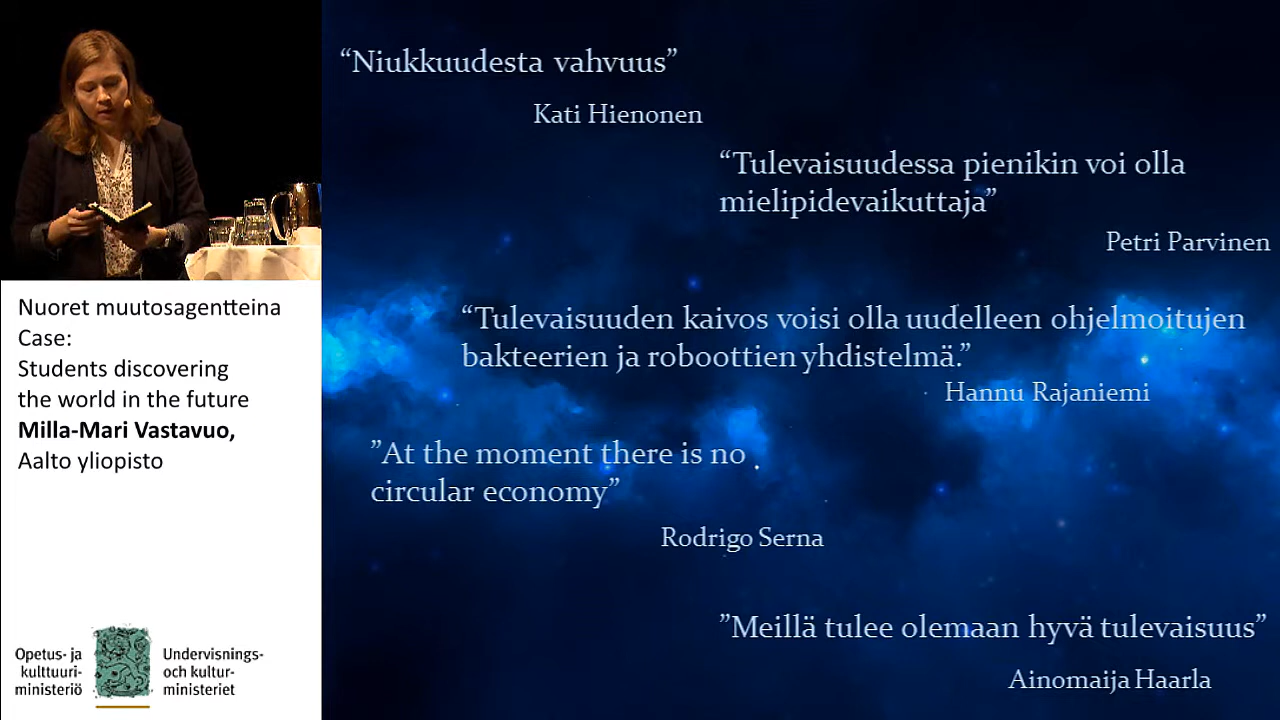 “Niukkuudesta vahvuus”
Kati Hienonen
“Tulevaisuudessa pienikin voi olla
mielipidevaikuttaja”
Petri Parvinen
“Tulevaisuuden kaivos voisi olla uudelleen ohjelmoitujen
bakteerien ja roboottien yhdistelmä.”
Hannu Rajaniemi
”At the moment there is no
circular economy”
Rodrigo Serna
”Meillä tulee olemaan hyvä tulevaisuus”
Ainomaija Haarla
Nuoret muutosagentteina
Case:
Students discovering
the world in the future
Milla-Mari Vastavuo,
Aalto yliopisto
Opetus- ja
kulttuuri-
ministeriö
Undervisnings-
och kultur-
ministeriet